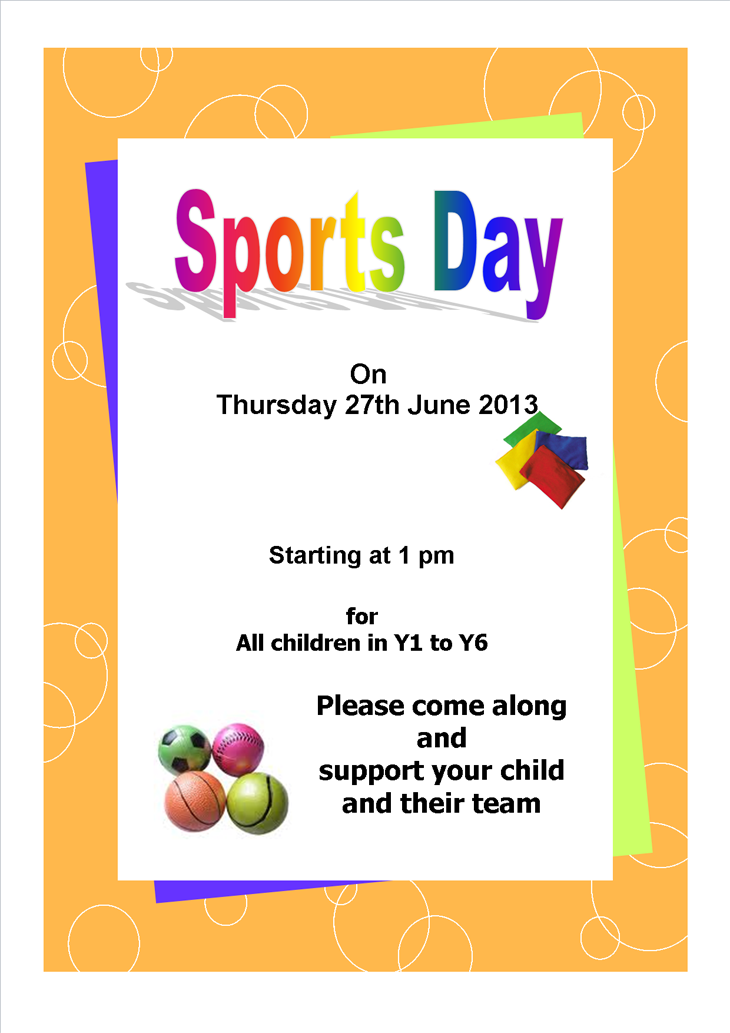 Sports Day
On
Thursday 27th June 2013
Starting at 1 pm
for
All children in Y1 to Y6
Please come along
and
support your child
and their team